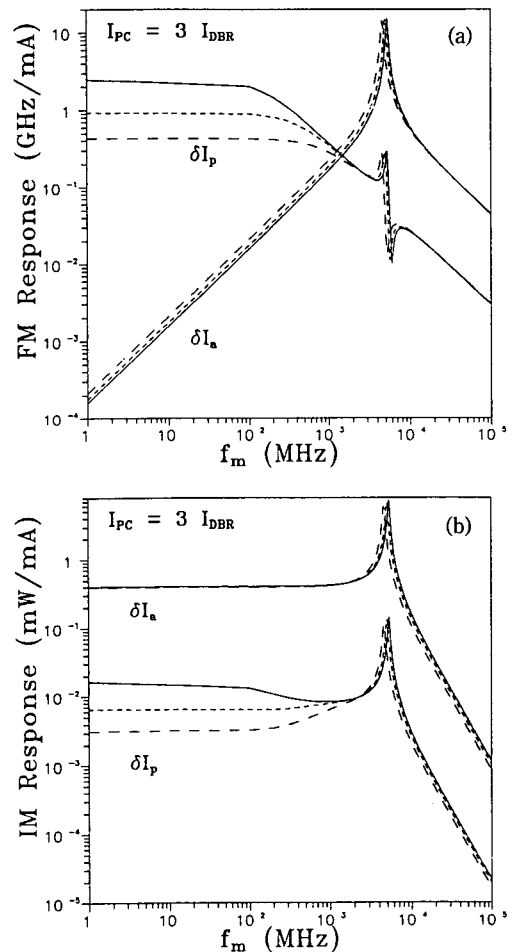 I_PC = 3 I_DBR
(a)
FM Response (GHz/mA)
10
1
10^-1
10^-2
10^-3
10^-4
δI_p
δI_a
1 10 10^2 10^3 10^4 10^5
f_m (MHz)
I_PC = 3 I_DBR
(b)
IM Response (mW/mA)
1
10^-1
10^-2
10^-3
10^-4
10^-5
δI_a
δI_p
1 10 10^2 10^3 10^4 10^5
f_m (MHz)